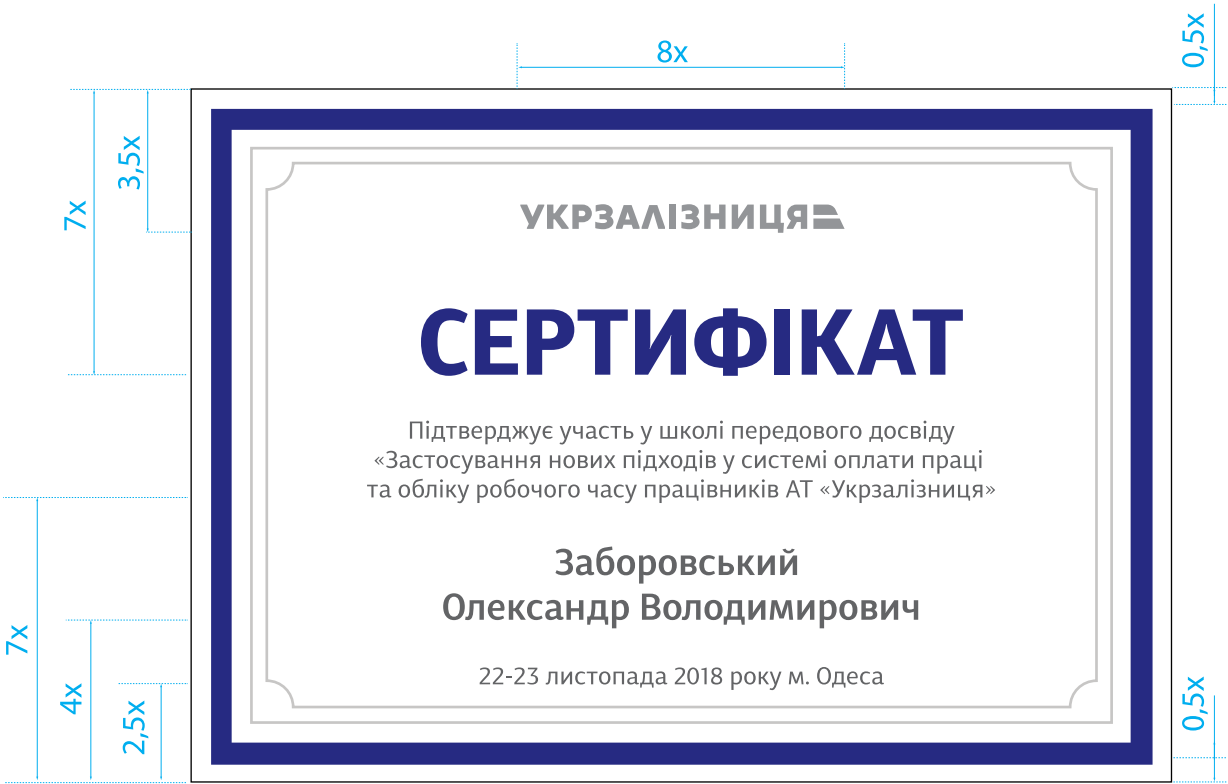 8x
0,5x
3,5x
7x
УКРЗАЛІЗНИЦЯ
СЕРТИФІКАТ
Підтверджує участь у школі передового досвіду
«Застосування нових підходів у системі оплати праці
та обліку робочого часу працівників АТ «Укрзалізниця»
Заборовський
Олександр Володимирович
22-23 листопада 2018 року м. Одеса
7x
4x
2,5x
0,5x